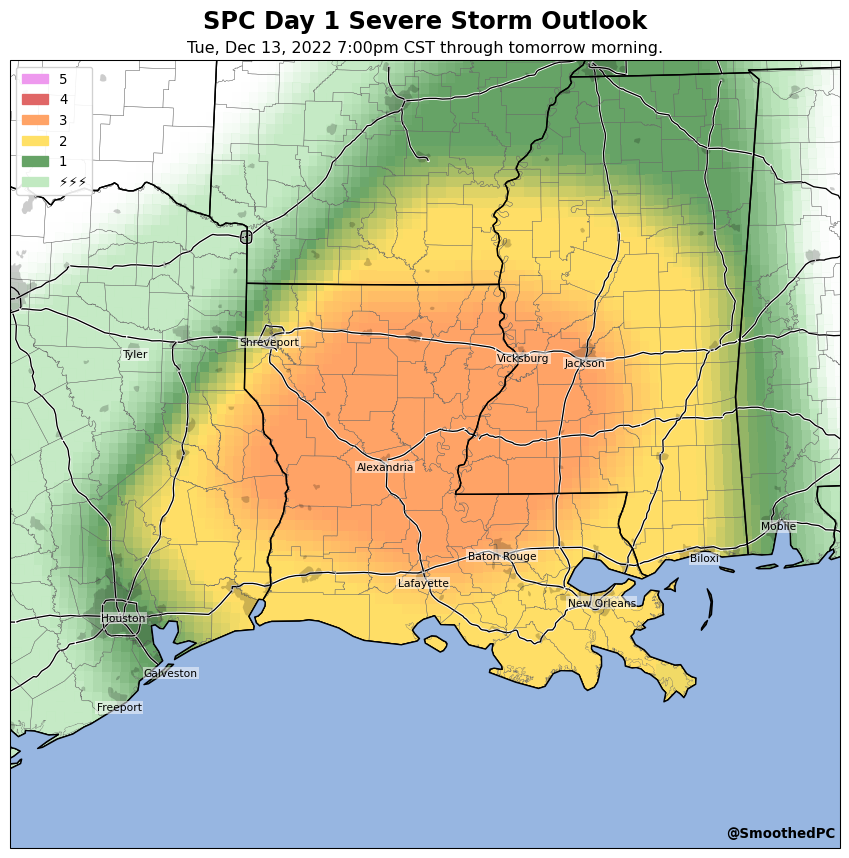 SPC Day 1 Severe Storm Outlook
Tue, Dec 13, 2022 7:00pm CST through tomorrow morning.
5
4
3
2
1
⚡⚡⚡
Shreveport
Tyler
Vicksburg
Jackson
Alexandria
Mobile
Baton Rouge
Biloxi
Lafayette
New Orleans
Houston
Galveston
Freeport
@SmoothedPC